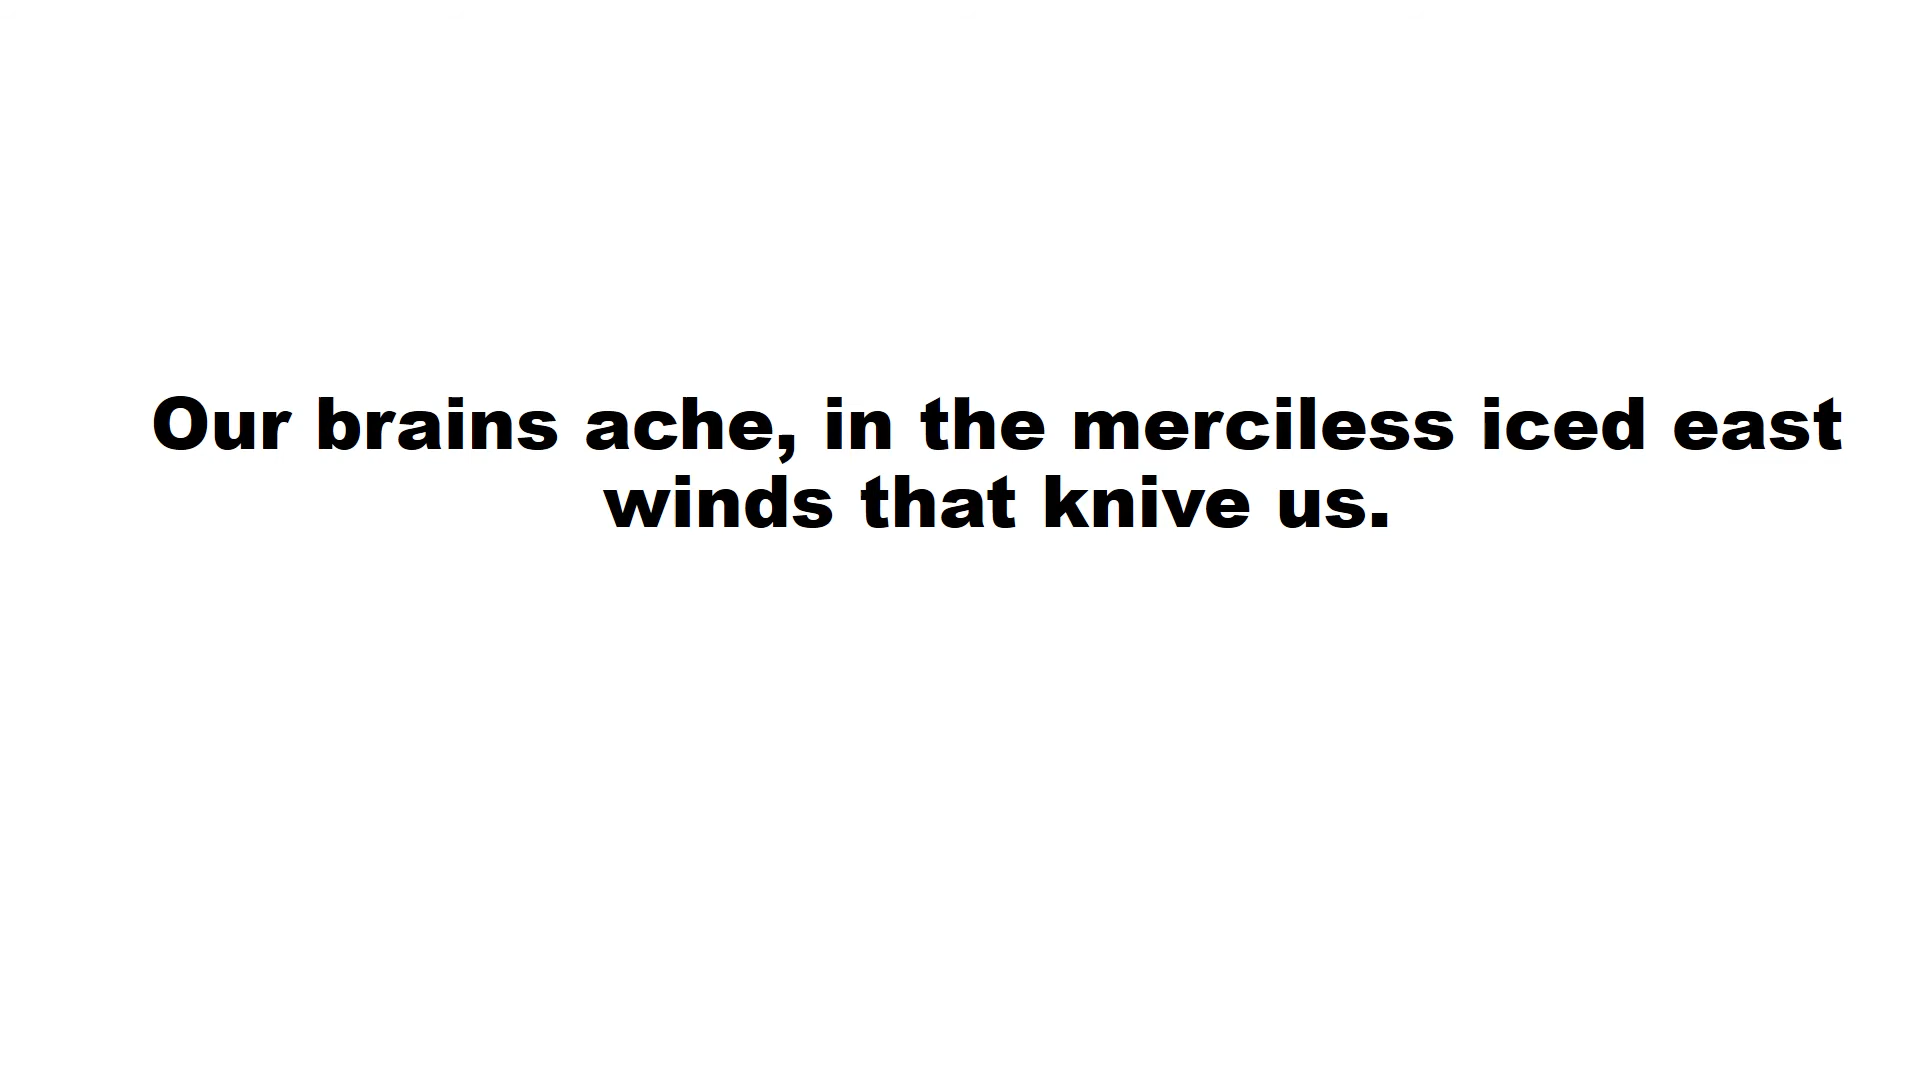 Our brains ache, in the merciless iced east
winds that knive us.